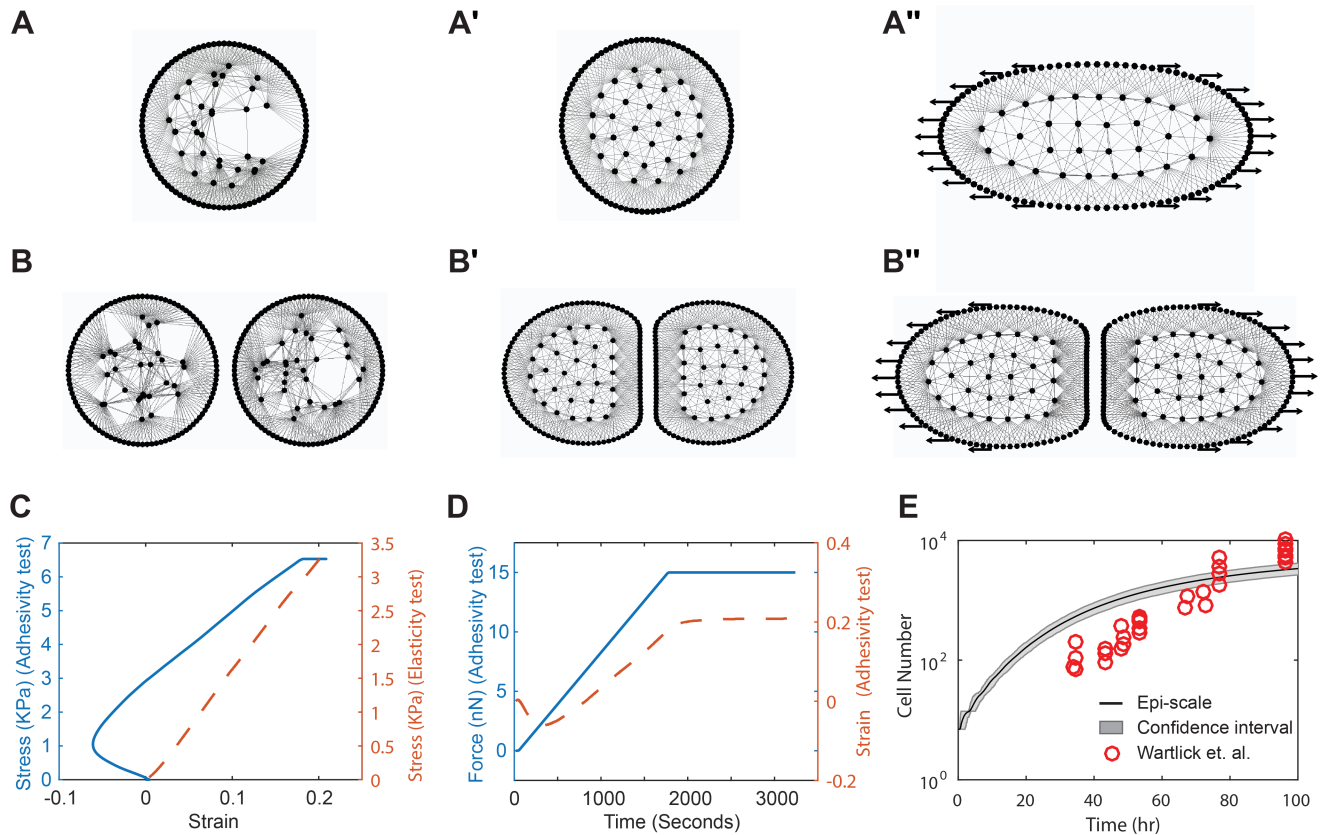 A
A'
A"
B
B'
B"
C
Stress (KPa) (Adhesivity test)
7
6
5
4
3
2
1
0
-0.1
0
0.1
0.2
Strain
3.5
3
2.5
2
1.5
1
0.5
0
Stress (KPa) (Elasticity test)
D
Force (nN) (Adhesivity test)
15
10
5
0
0
1000
2000
3000
Time (Seconds)
0.4
0.2
0
-0.2
Strain (Adhesivity test)
E
Cell Number
10^4
10^2
10^0
0
20
40
60
80
100
Time (hr)
Epi-scale
Confidence interval
Wartlick et. al.